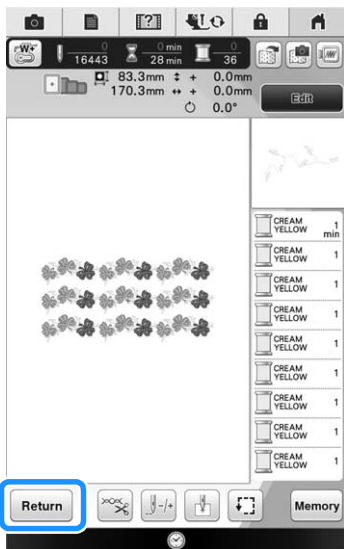 [?]
W+
0 0 min 0
16443 28 min 36
83.3mm + 0.0mm
170.3mm + 0.0mm
0.0°
Edit
CREAM YELLOW 1 min
CREAM YELLOW 1
CREAM YELLOW 1
CREAM YELLOW 1
CREAM YELLOW 1
CREAM YELLOW 1
CREAM YELLOW 1
CREAM YELLOW 1
CREAM YELLOW 1
Return
-/+
Memory